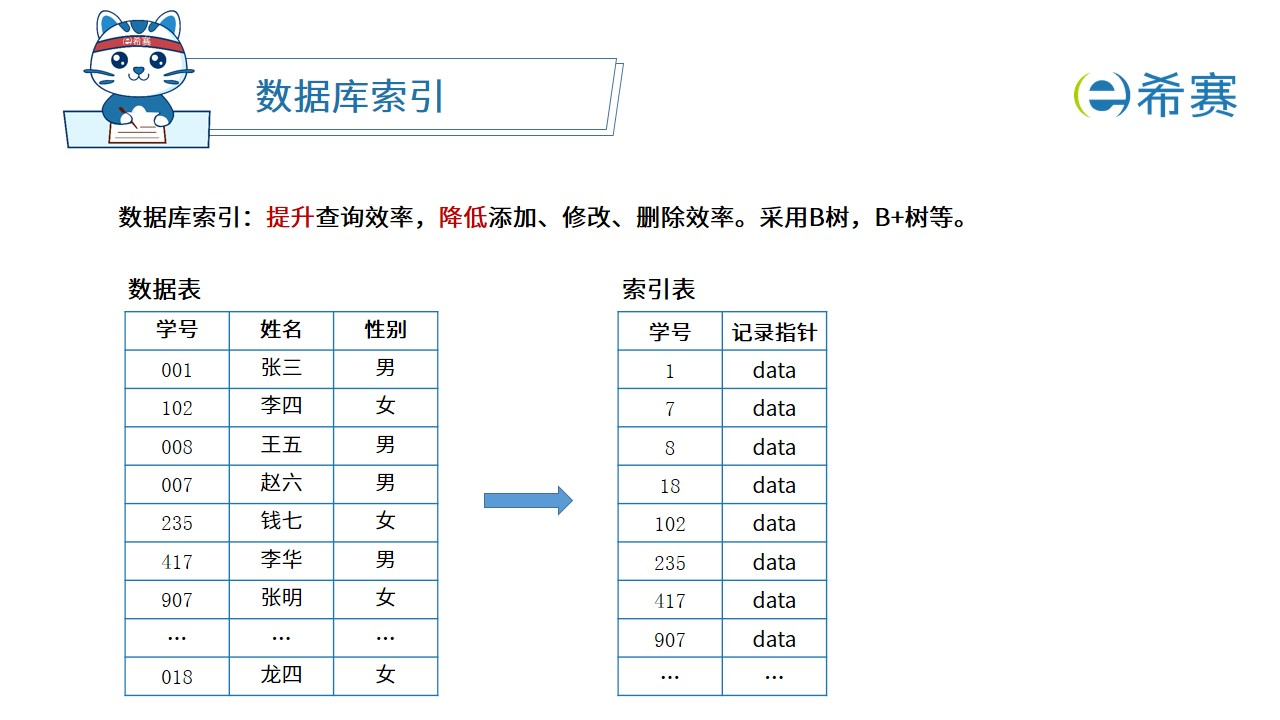 希赛
数据库索引
希赛
数据库索引：提升查询效率，降低添加、修改、删除效率。采用B树，B+树等。
数据表
学号 姓名 性别
001 张三 男
102 李四 女
008 王五 男
007 赵六 男
235 钱七 女
417 李华 男
907 张明 女
… … …
018 龙四 女
索引表
学号 记录指针
1 data
7 data
8 data
18 data
102 data
235 data
417 data
907 data
… …